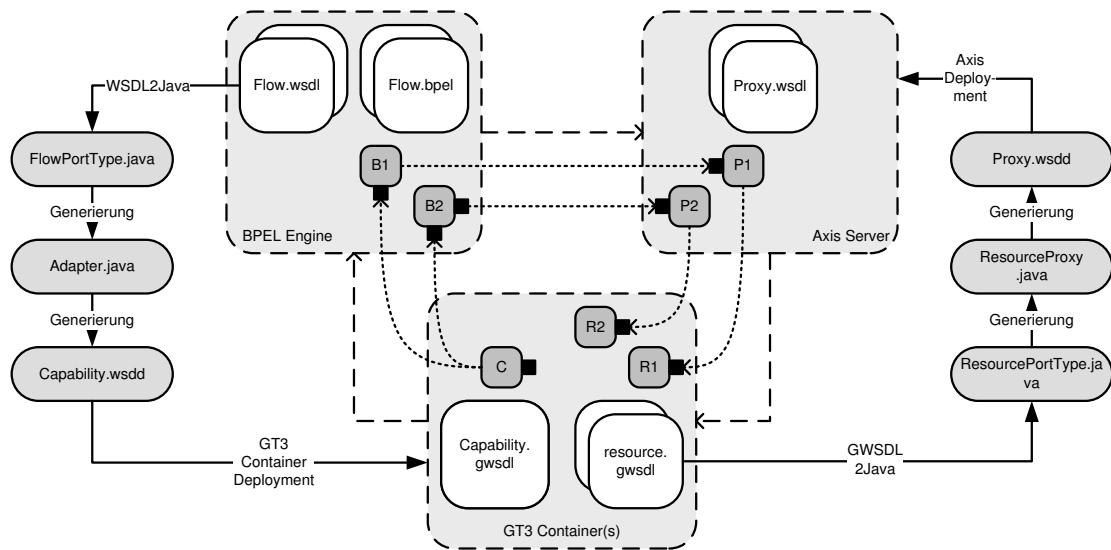 Flow.wsdl
Flow.bpel
Proxy.wsdl
WSDL2Java
Axis
Deploy-
ment
FlowPortType.java
B1
P1
Proxy.wsdd
Generierung
B2
P2
Generierung
BPEL Engine
Axis Server
Adapter.java
ResourceProxy
.java
Generierung
R2
Generierung
Capability.wsdd
C
R1
ResourcePortType.ja
va
GT3
Container
Deployment
Capability.
gwsdl
resource.
gwsdl
GWSDL
2Java
GT3 Container(s)